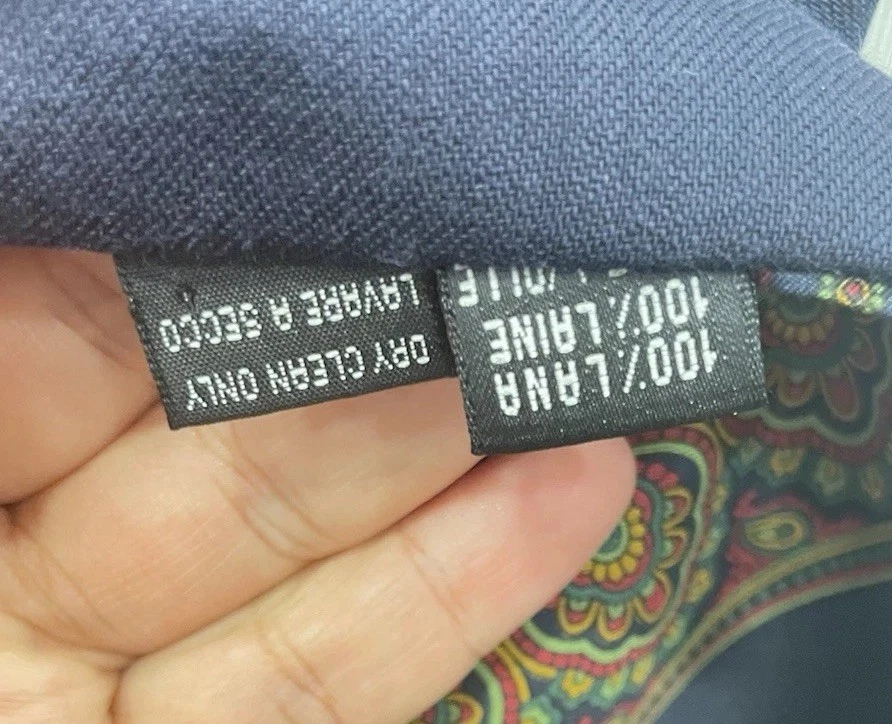 100% LANA
100% LAINE
DRY CLEAN ONLY
LAVARE A SECCO